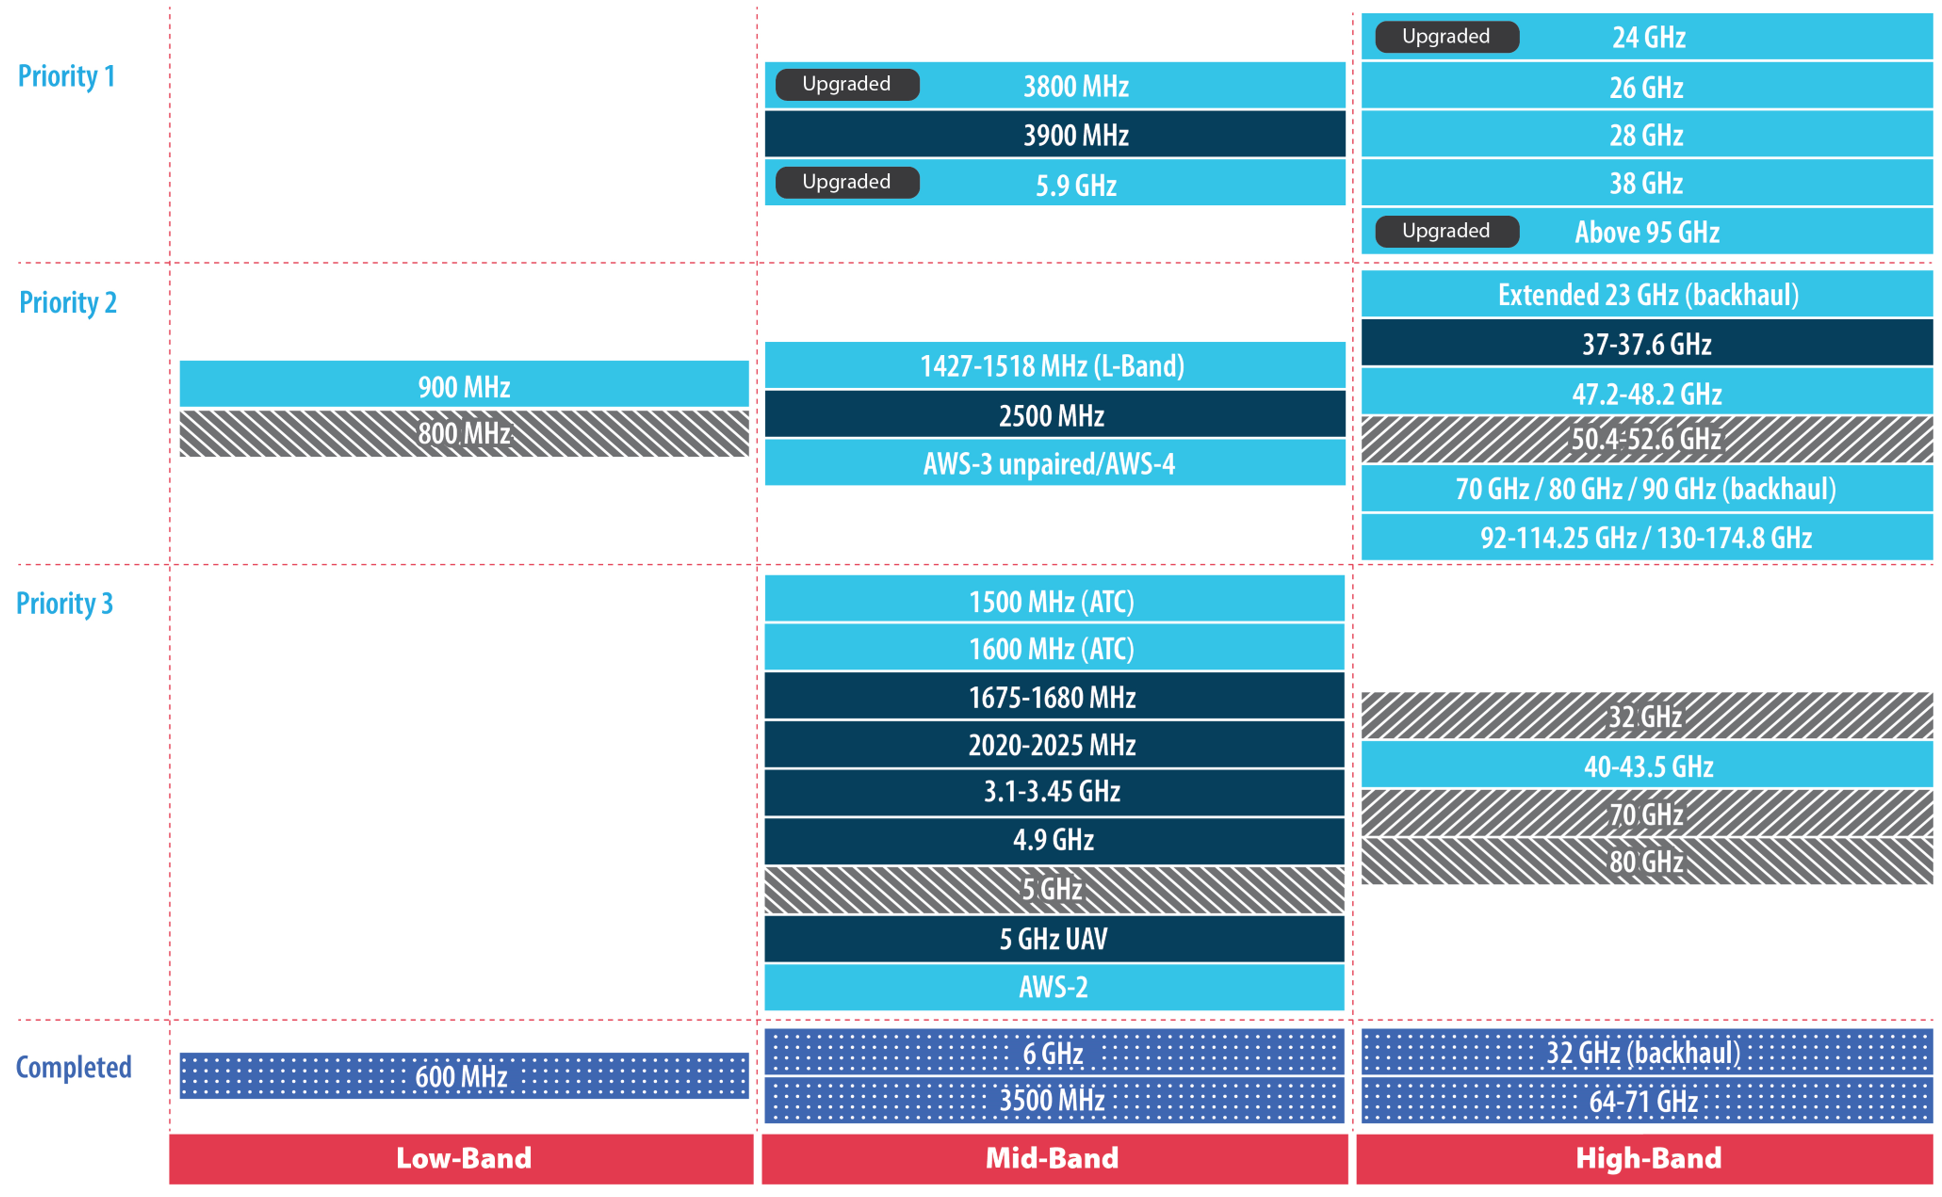 Priority 1
Upgraded 3800 MHz
3900 MHz
Upgraded 5.9 GHz
Upgraded 24 GHz
26 GHz
28 GHz
38 GHz
Upgraded Above 95 GHz
Priority 2
900 MHz
800 MHz
1427-1518 MHz (L-Band)
2500 MHz
AWS-3 unpaired/AWS-4
Extended 23 GHz (backhaul)
37-37.6 GHz
47.2-48.2 GHz
50.4-52.6 GHz
70 GHz / 80 GHz / 90 GHz (backhaul)
92-114.25 GHz / 130-174.8 GHz
Priority 3
1500 MHz (ATC)
1600 MHz (ATC)
1675-1680 MHz
2020-2025 MHz
3.1-3.45 GHz
4.9 GHz
5 GHz
5 GHz UAV
AWS-2
32 GHz
40-43.5 GHz
70 GHz
80 GHz
Completed
600 MHz
6 GHz
3500 MHz
32 GHz (backhaul)
64-71 GHz
Low-Band
Mid-Band
High-Band